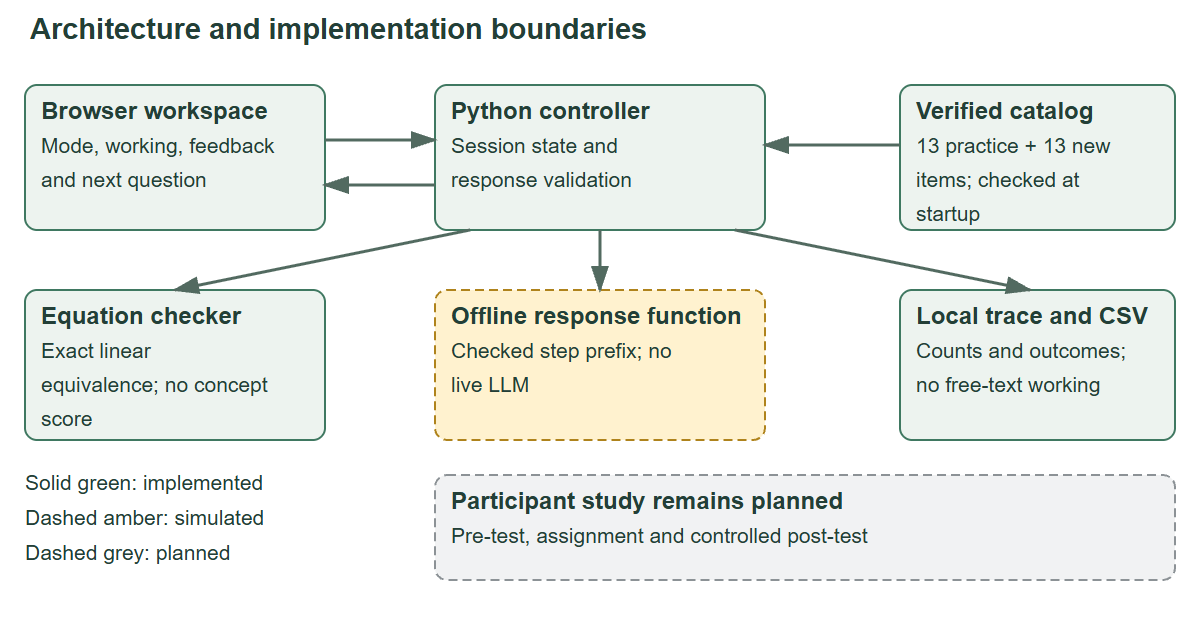 Architecture and implementation boundaries
Browser workspace
Mode, working, feedback
and next question
Python controller
Session state and
response validation
Verified catalog
13 practice + 13 new
items; checked at
startup
Equation checker
Exact linear
equivalence; no concept
score
Offline response function
Checked step prefix; no
live LLM
Local trace and CSV
Counts and outcomes;
no free-text working
Solid green: implemented
Dashed amber: simulated
Dashed grey: planned
Participant study remains planned
Pre-test, assignment and controlled post-test